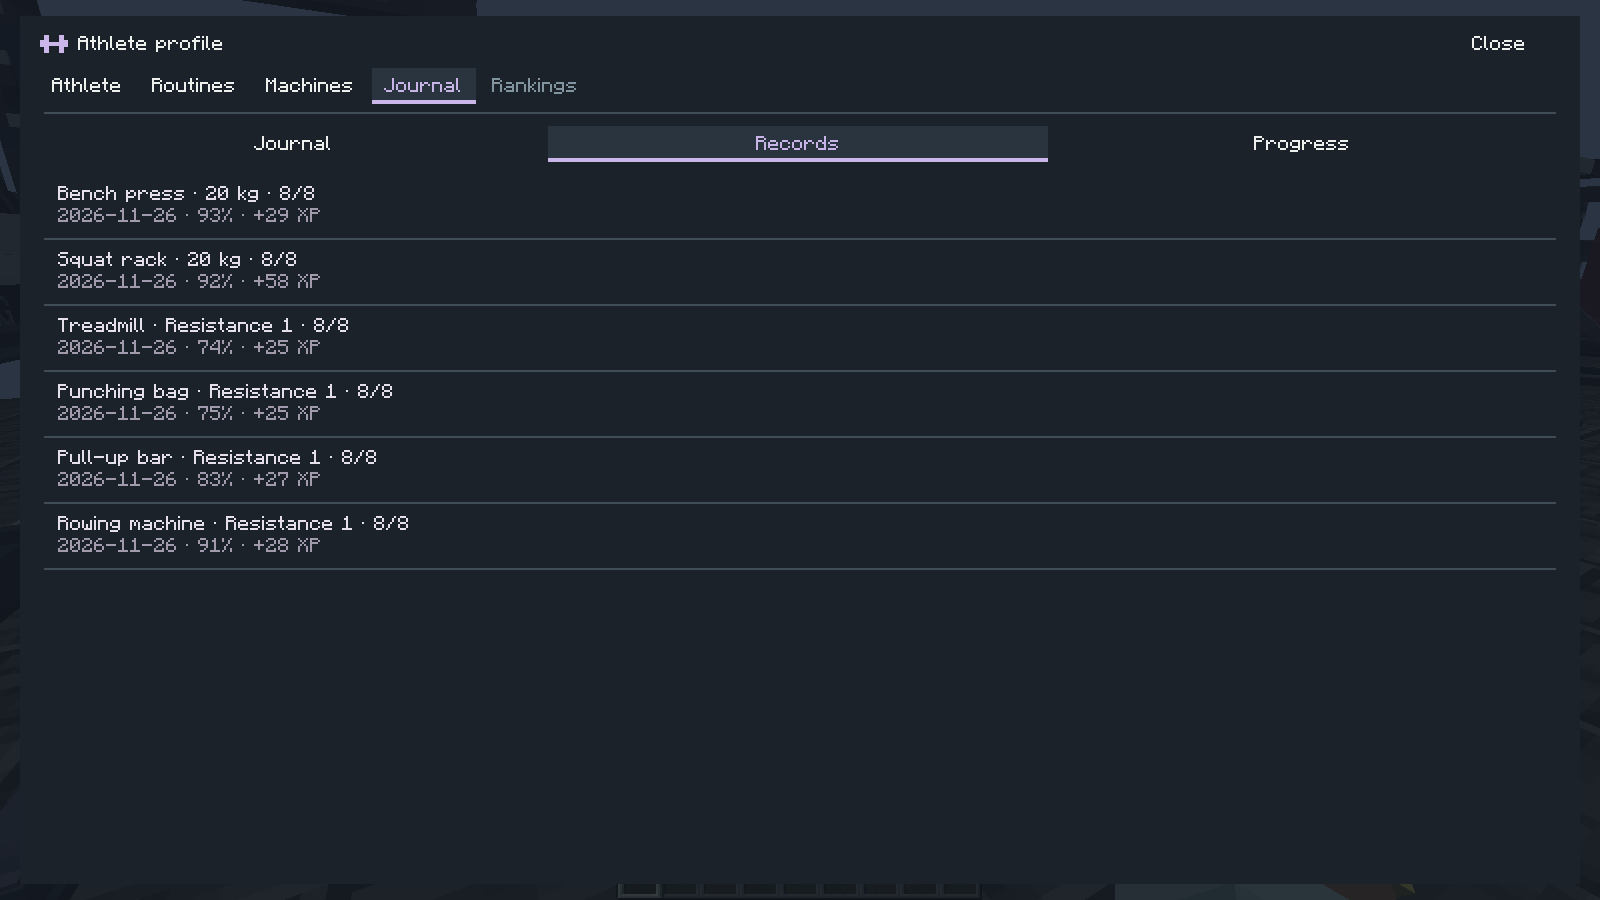 Athlete profile
Close
Athlete Routines Machines Journal Rankings
Journal Records Progress
Bench press · 20 kg · 8/8
2026-11-26 · 93% · +29 XP
Squat rack · 20 kg · 8/8
2026-11-26 · 92% · +58 XP
Treadmill · Resistance 1 · 8/8
2026-11-26 · 74% · +25 XP
Punching bag · Resistance 1 · 8/8
2026-11-26 · 75% · +25 XP
Pull-up bar · Resistance 1 · 8/8
2026-11-26 · 83% · +27 XP
Rowing machine · Resistance 1 · 8/8
2026-11-26 · 91% · +28 XP